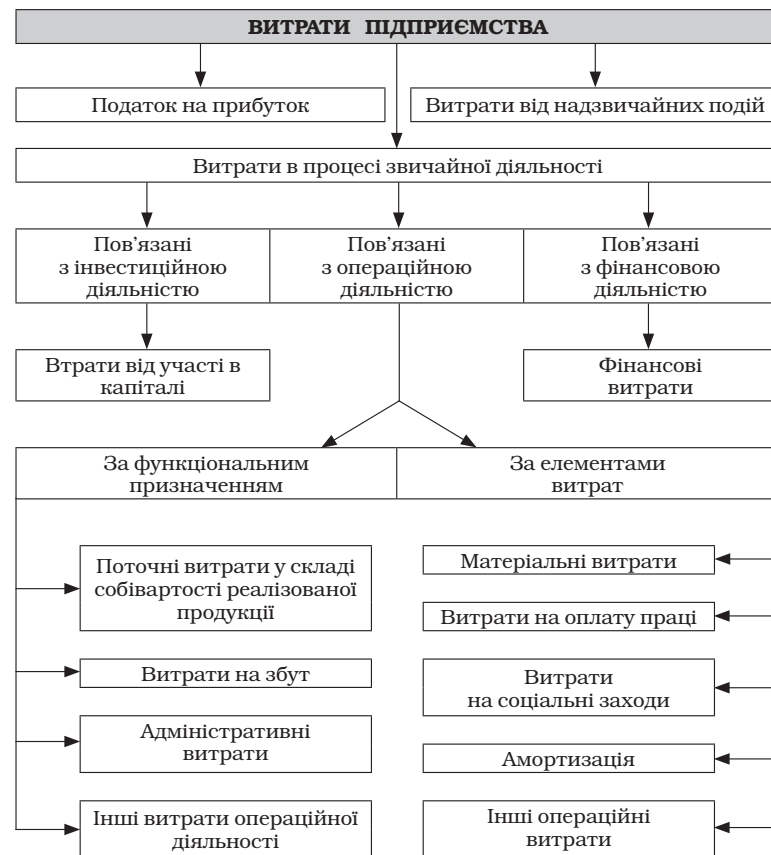 ВИТРАТИ ПІДПРИЄМСТВА
Податок на прибуток
Витрати від надзвичайних подій
Витрати в процесі звичайної діяльності
Пов’язані
з інвестиційною
діяльністю
Пов’язані
з операційною
діяльністю
Пов’язані
з фінансовою
діяльністю
Втрати від участі в
капіталі
Фінансові
витрати
За функціональним
призначенням
За елементами
витрат
Поточні витрати у складі
собівартості реалізованої
продукції
Витрати на збут
Адміністративні
витрати
Інші витрати операційної
діяльності
Матеріальні витрати
Витрати на оплату праці
Витрати
на соціальні заходи
Амортизація
Інші операційні
витрати